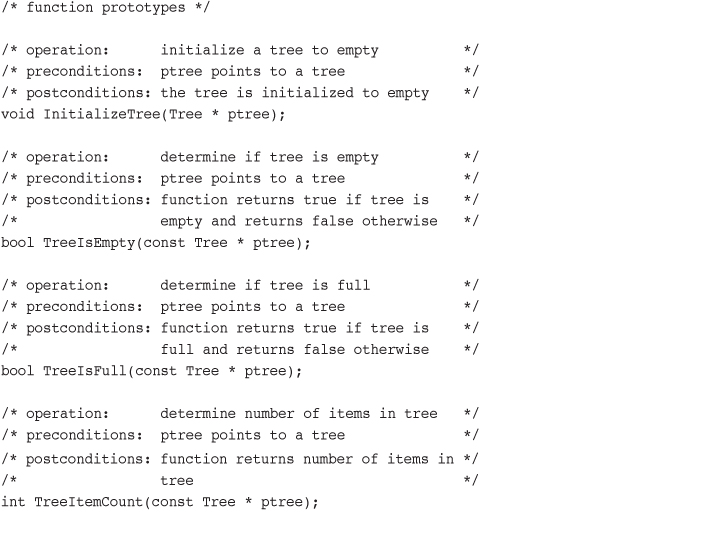 /* function prototypes */
/* operation:      initialize a tree to empty          */
/* preconditions:  ptree points to a tree              */
/* postconditions: the tree is initialized to empty    */
void InitializeTree(Tree * ptree);
/* operation:      determine if tree is empty          */
/* preconditions:  ptree points to a tree              */
/* postconditions: function returns true if tree is    */
/*                 empty and returns false otherwise   */
bool TreeIsEmpty(const Tree * ptree);
/* operation:      determine if tree is full           */
/* preconditions:  ptree points to a tree              */
/* postconditions: function returns true if tree is    */
/*                 full and returns false otherwise    */
bool TreeIsFull(const Tree * ptree);
/* operation:      determine number of items in tree   */
/* preconditions:  ptree points to a tree              */
/* postconditions: function returns number of items in */
/*                 tree                                */
int TreeItemCount(const Tree * ptree);